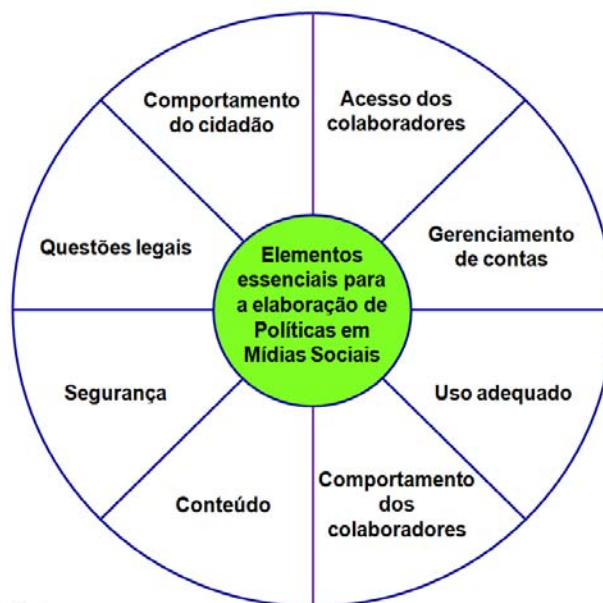 Comportamento
do cidadão
Acesso dos
colaboradores
Gerenciamento
de contas
Uso adequado
Comportamento
dos
colaboradores
Conteúdo
Segurança
Questões legais
Elementos
essenciais para
a elaboração de
Políticas em
Mídias Sociais